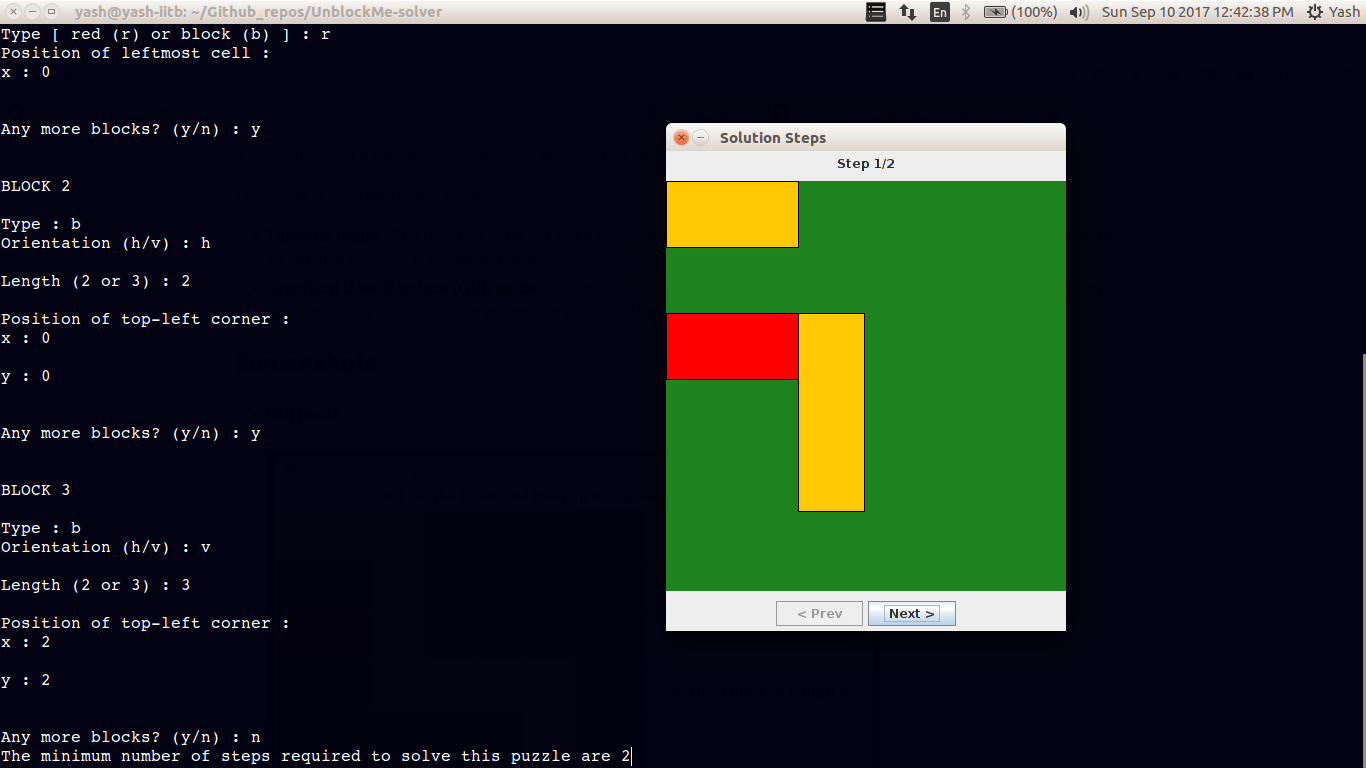 yash@yash-iitb: ~/Github_repos/UnblockMe-solver
En
(100%)
Sun Sep 10 2017 12:42:38 PM
Yash
Type [ red (r) or block (b) ] : r
Position of leftmost cell :
x : 0
Any more blocks? (y/n) : y
BLOCK 2
Type : b
Orientation (h/v) : h
Length (2 or 3) : 2
Position of top-left corner :
x : 0
y : 0
Any more blocks? (y/n) : y
BLOCK 3
Type : b
Orientation (h/v) : v
Length (2 or 3) : 3
Position of top-left corner :
x : 2
y : 2
Any more blocks? (y/n) : n
The minimum number of steps required to solve this puzzle are 2
Solution Steps
Step 1/2
< Prev
Next >